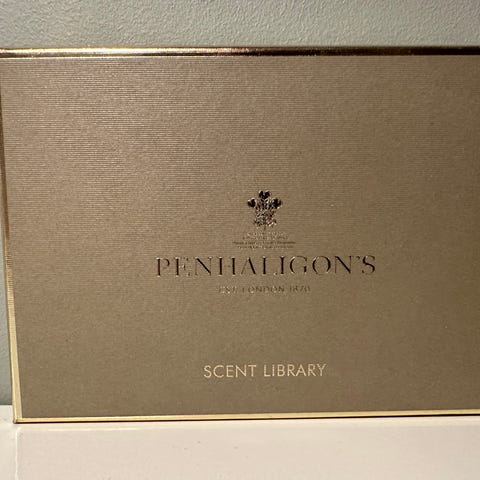 PENHALIGON'S
EST. LONDON 1870
SCENT LIBRARY